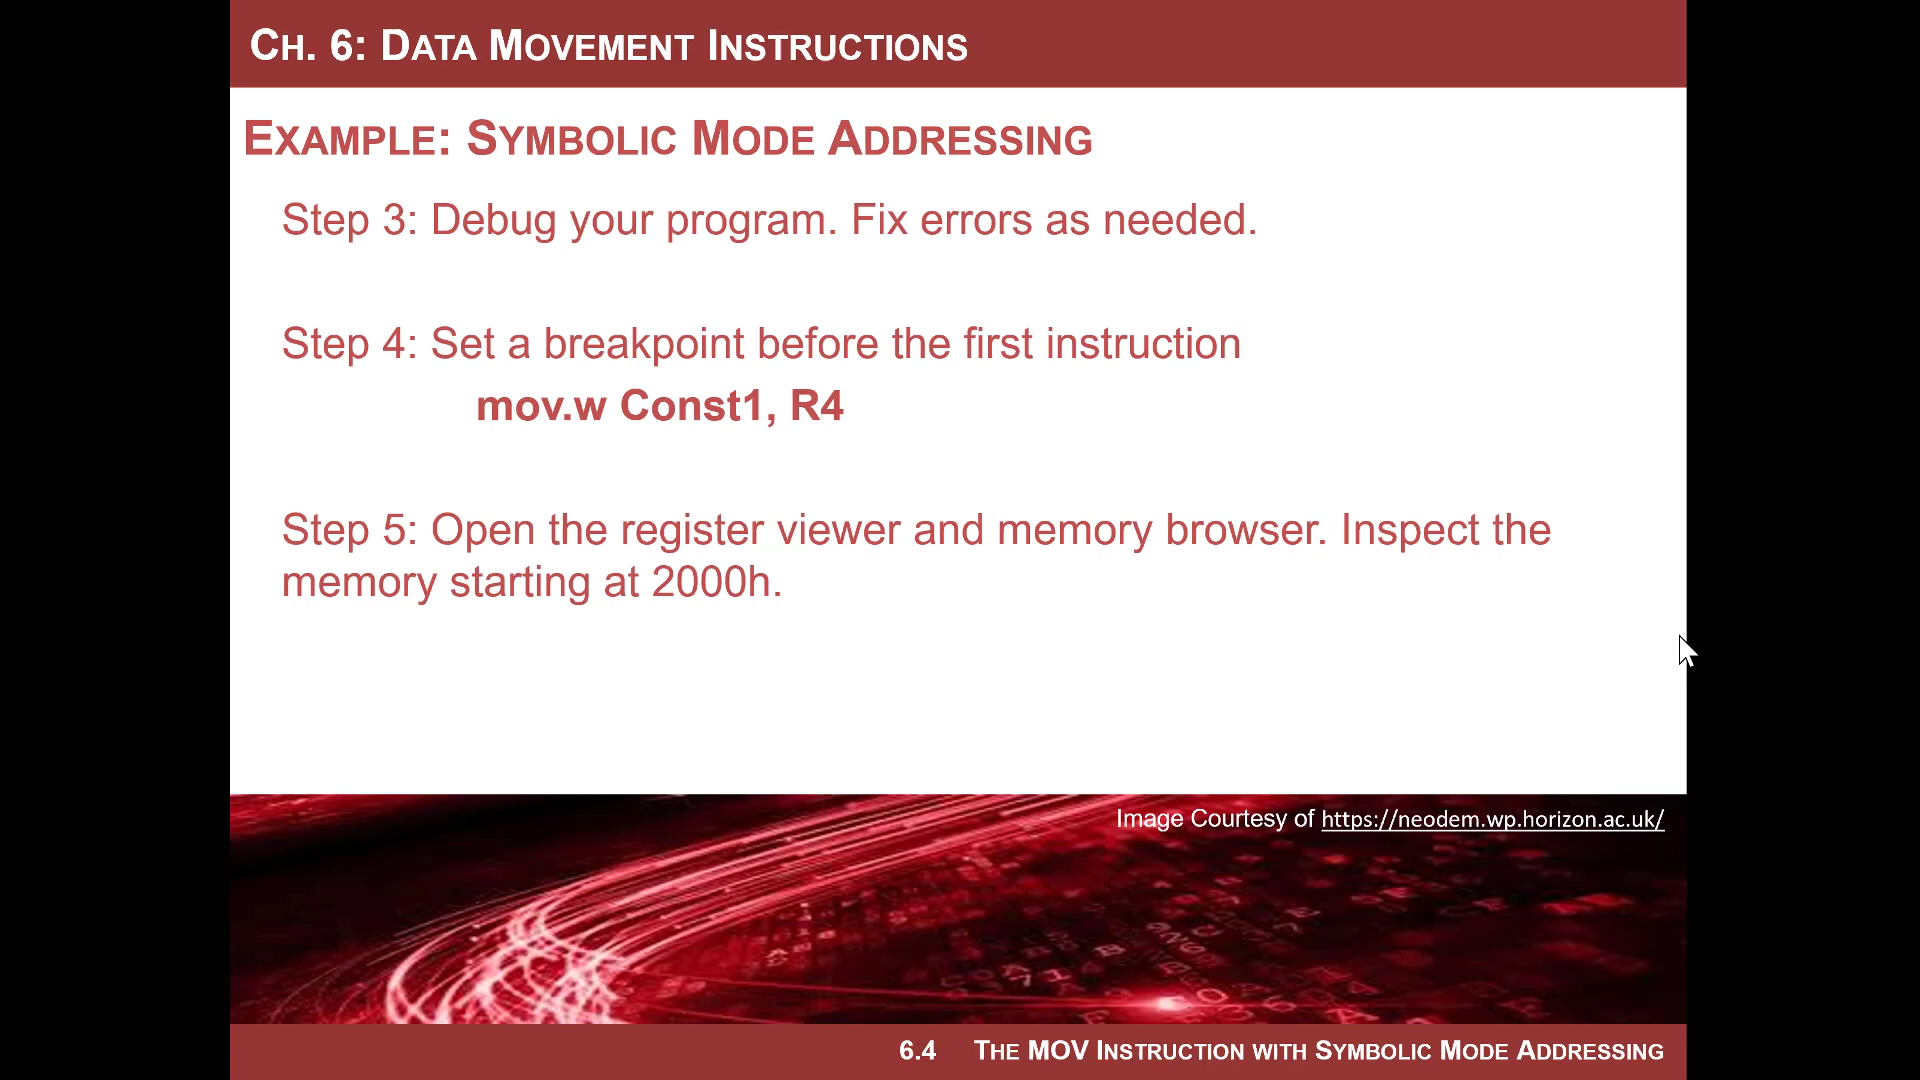 CH. 6: DATA MOVEMENT INSTRUCTIONS
EXAMPLE: SYMBOLIC MODE ADDRESSING
Step 3: Debug your program. Fix errors as needed.
Step 4: Set a breakpoint before the first instruction
mov.w Const1, R4
Step 5: Open the register viewer and memory browser. Inspect the
memory starting at 2000h.
Image Courtesy of https://neodem.wp.horizon.ac.uk/
6.4 THE MOV INSTRUCTION WITH SYMBOLIC MODE ADDRESSING